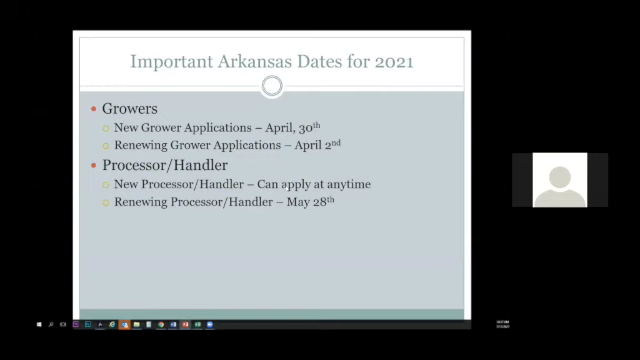 Important Arkansas Dates for 2021
Growers
New Grower Applications – April, 30th
Renewing Grower Applications – April 2nd
Processor/Handler
New Processor/Handler – Can apply at anytime
Renewing Processor/Handler – May 28th